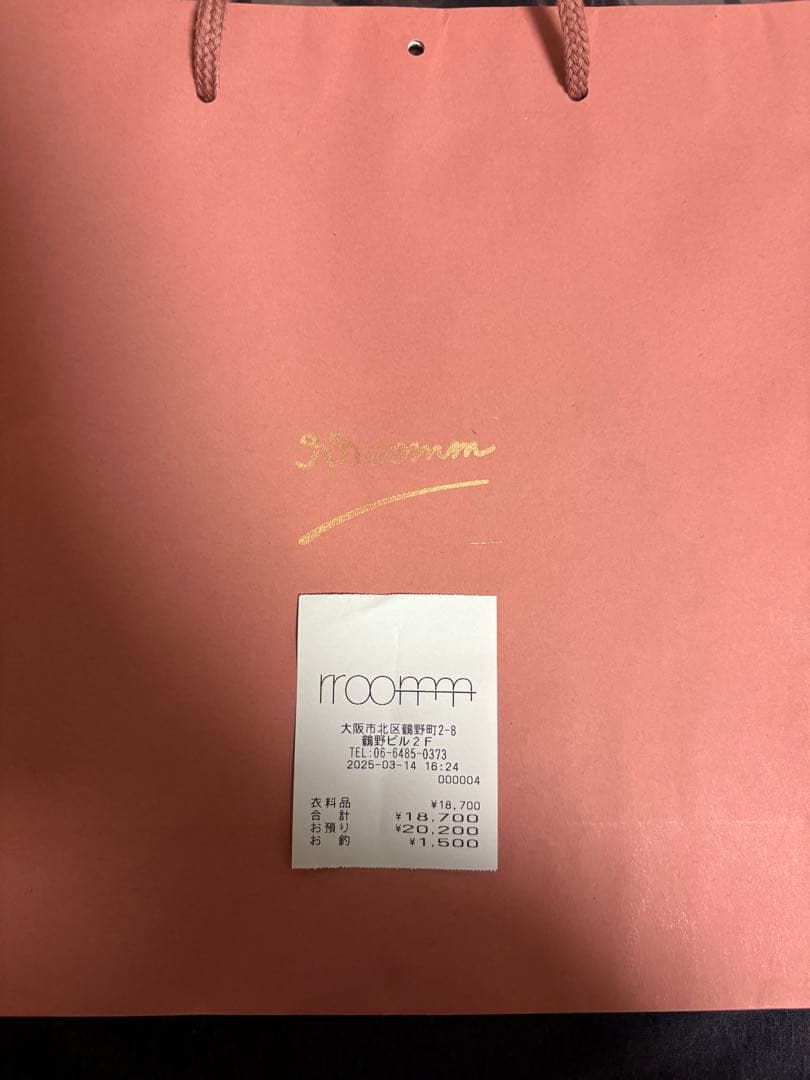 rroomm
rroomm
大阪市北区鶴野町2-8
鶴野ビル2F
TEL:06-6485-0373
2025-03-14 16:24
000004
衣料品 ¥18,700
合 計 ¥18,700
お預り ¥20,200
お 釣 ¥1,500